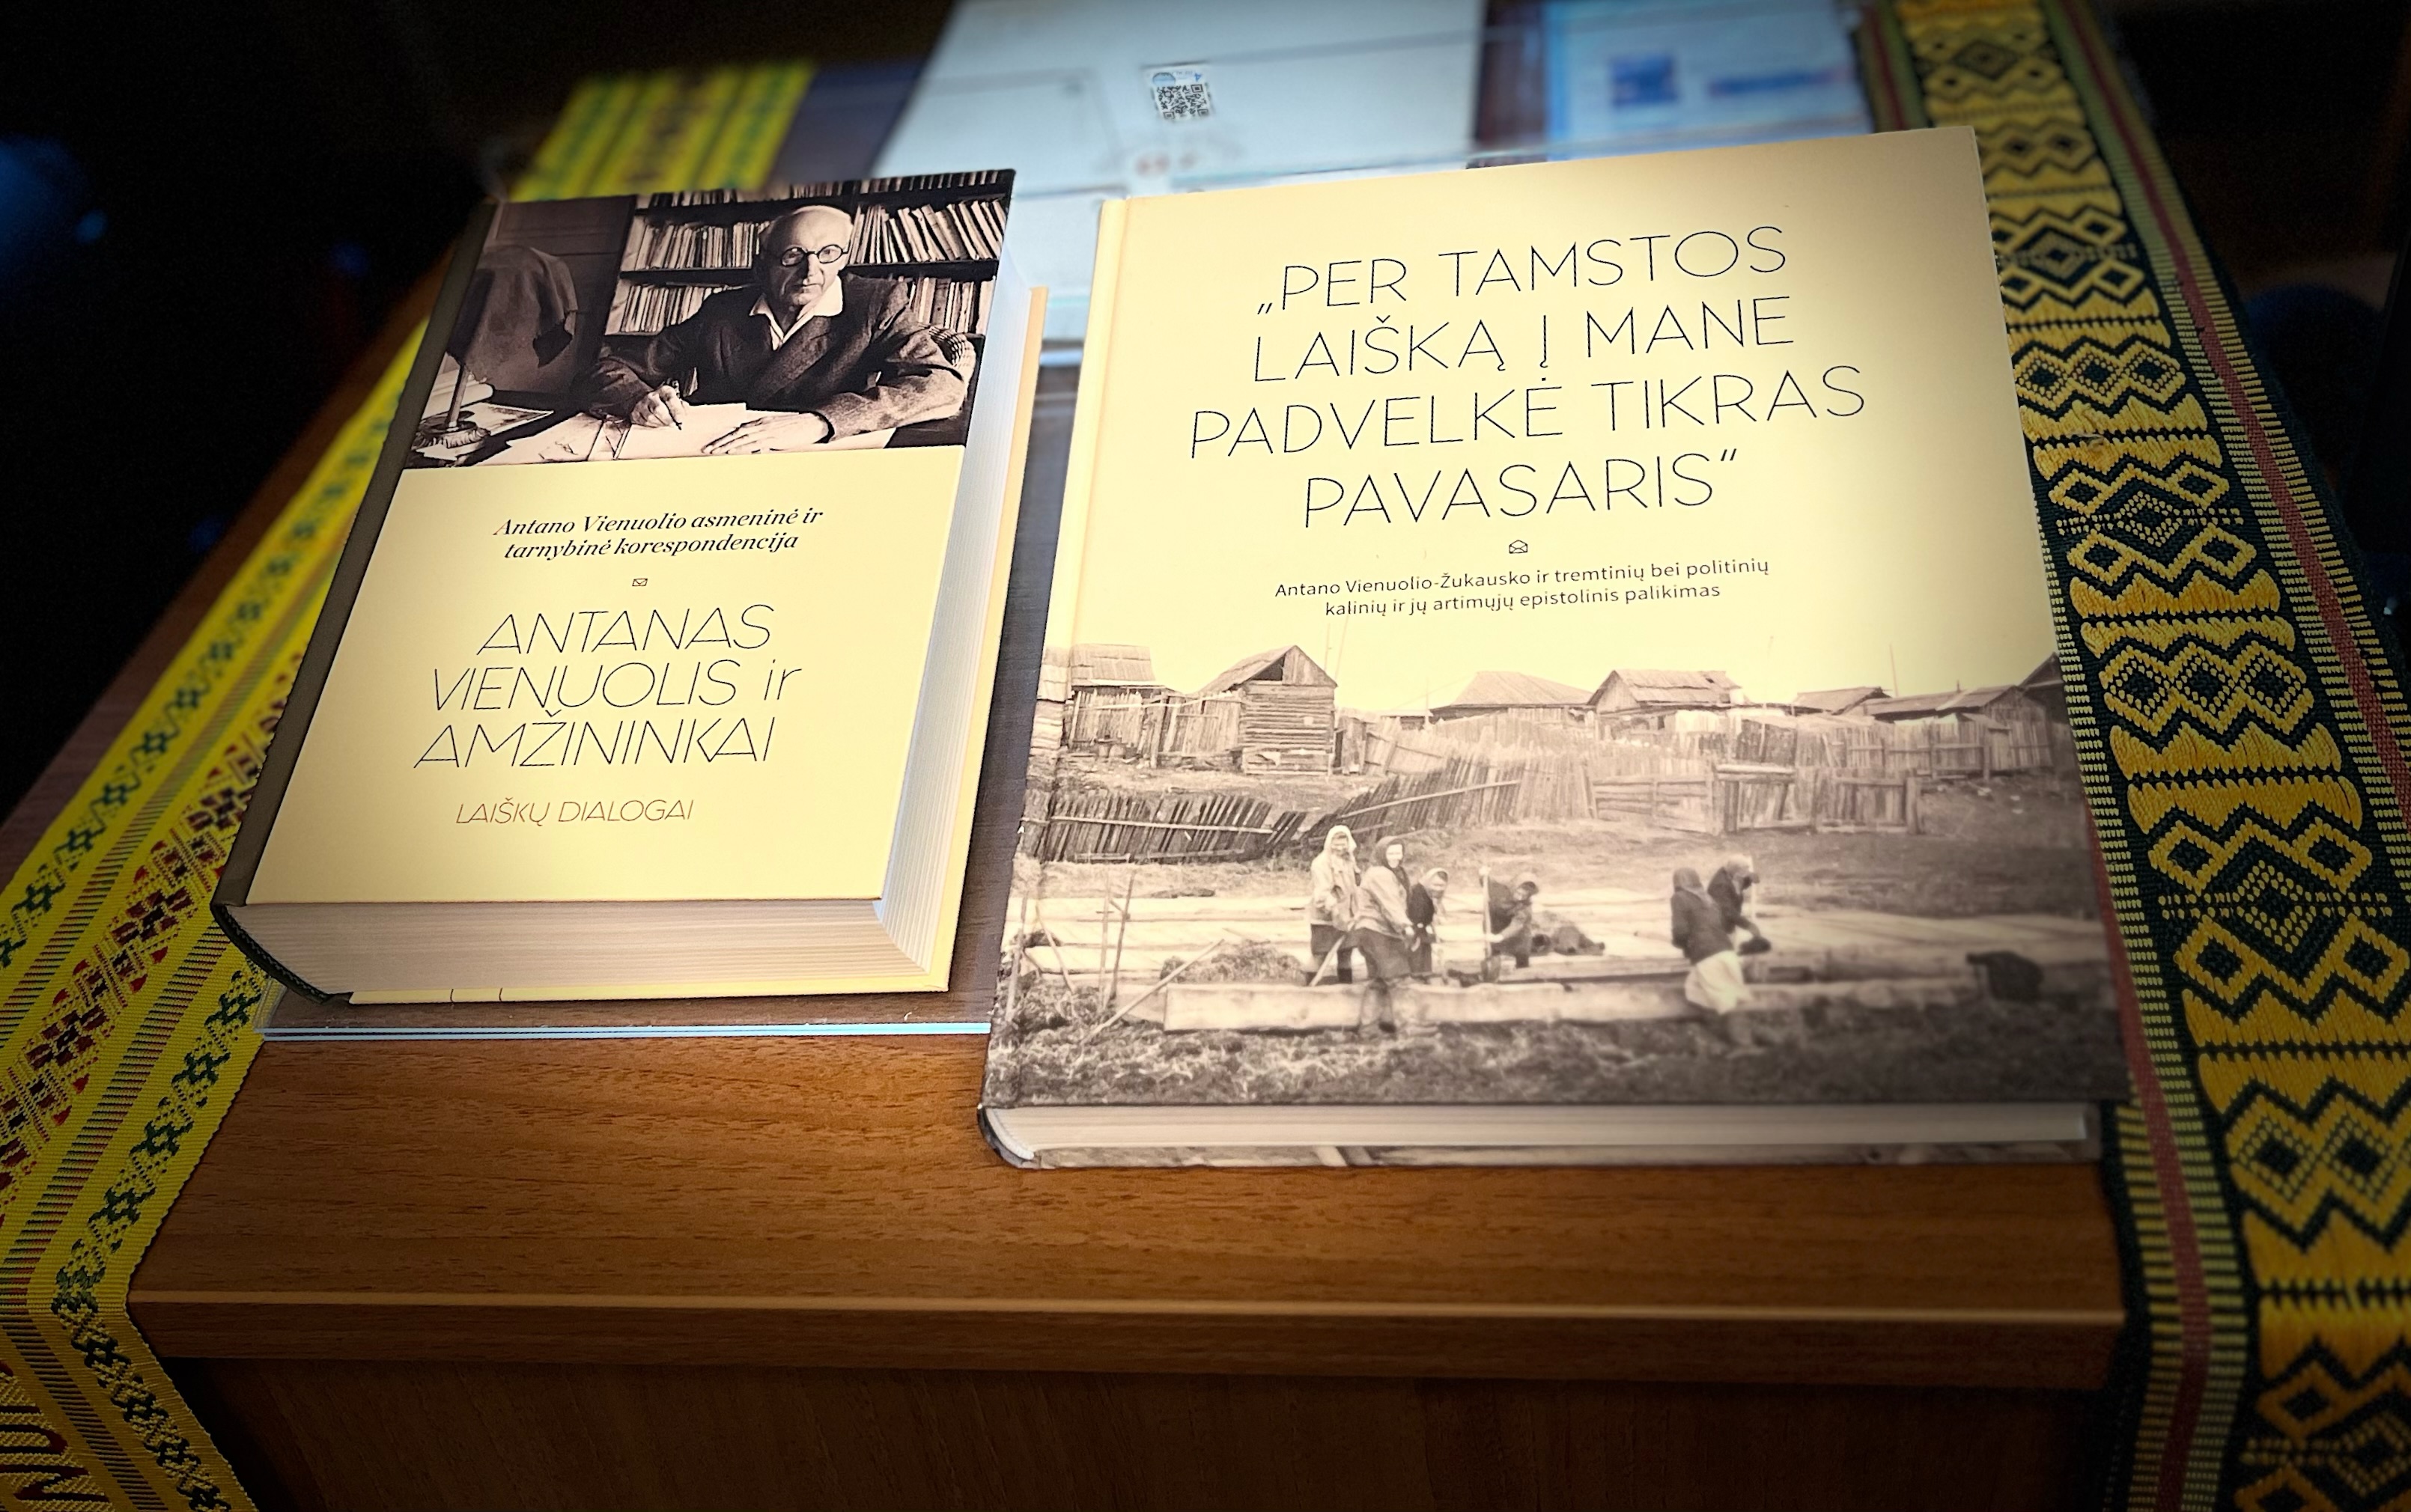 Antano Vienuolio asmeninė ir
tarnybinė korespondencija
ANTANAS
VIENUOLIS ir
AMŽININKAI
LAIŠKŲ DIALOGAI
„PER TAMSTOS
LAIŠKĄ Į MANE
PADVELKĖ TIKRAS
PAVASARIS“
Antano Vienuolio-Žukausko ir tremtinių bei politinių
kalinių ir jų artimųjų epistolinis palikimas